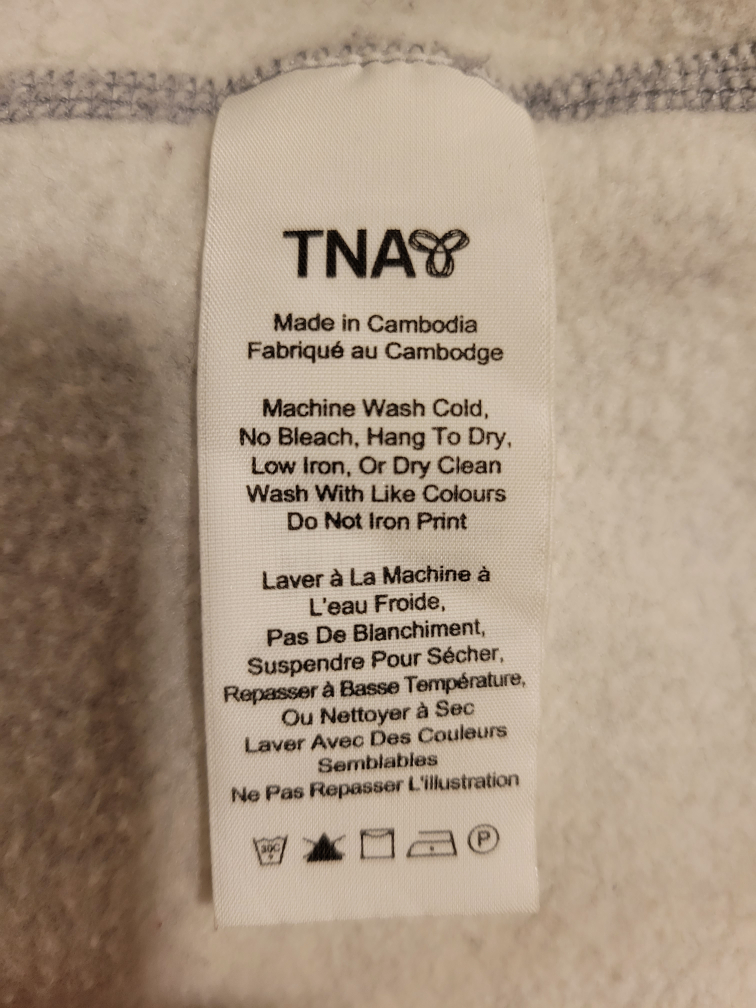 TNA
Made in Cambodia
Fabriqué au Cambodge
Machine Wash Cold,
No Bleach, Hang To Dry,
Low Iron, Or Dry Clean
Wash With Like Colours
Do Not Iron Print
Laver à La Machine à
L'eau Froide,
Pas De Blanchiment,
Suspendre Pour Sécher,
Repasser à Basse Température,
Ou Nettoyer à Sec
Laver Avec Des Couleurs
Semblables
Ne Pas Repasser L'illustration
30C P